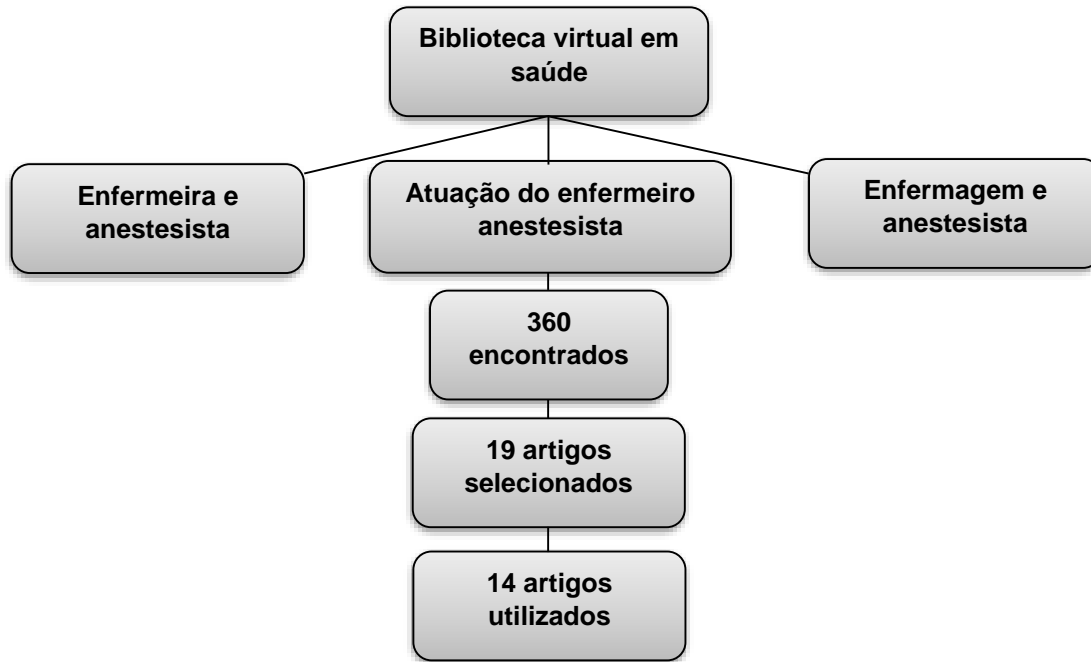 Biblioteca virtual em
saúde
Enfermeira e
anestesista
Atuação do enfermeiro
anestesista
Enfermagem e
anestesista
360
encontrados
19 artigos
selecionados
14 artigos
utilizados